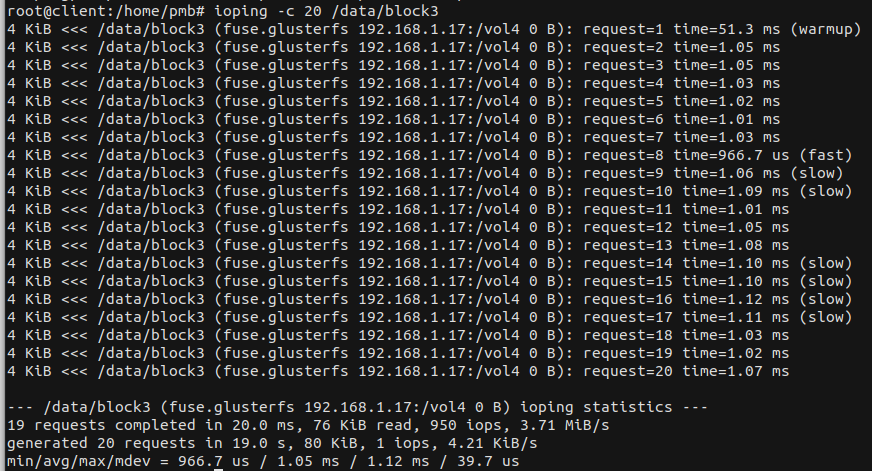 root@client:/home/pmb# ioping -c 20 /data/block3
4 KiB <<< /data/block3 (fuse.glusterfs 192.168.1.17:/vol4 0 B): request=1 time=51.3 ms (warmup)
4 KiB <<< /data/block3 (fuse.glusterfs 192.168.1.17:/vol4 0 B): request=2 time=1.05 ms
4 KiB <<< /data/block3 (fuse.glusterfs 192.168.1.17:/vol4 0 B): request=3 time=1.05 ms
4 KiB <<< /data/block3 (fuse.glusterfs 192.168.1.17:/vol4 0 B): request=4 time=1.03 ms
4 KiB <<< /data/block3 (fuse.glusterfs 192.168.1.17:/vol4 0 B): request=5 time=1.02 ms
4 KiB <<< /data/block3 (fuse.glusterfs 192.168.1.17:/vol4 0 B): request=6 time=1.01 ms
4 KiB <<< /data/block3 (fuse.glusterfs 192.168.1.17:/vol4 0 B): request=7 time=1.03 ms
4 KiB <<< /data/block3 (fuse.glusterfs 192.168.1.17:/vol4 0 B): request=8 time=966.7 us (fast)
4 KiB <<< /data/block3 (fuse.glusterfs 192.168.1.17:/vol4 0 B): request=9 time=1.06 ms (slow)
4 KiB <<< /data/block3 (fuse.glusterfs 192.168.1.17:/vol4 0 B): request=10 time=1.09 ms (slow)
4 KiB <<< /data/block3 (fuse.glusterfs 192.168.1.17:/vol4 0 B): request=11 time=1.01 ms
4 KiB <<< /data/block3 (fuse.glusterfs 192.168.1.17:/vol4 0 B): request=12 time=1.05 ms
4 KiB <<< /data/block3 (fuse.glusterfs 192.168.1.17:/vol4 0 B): request=13 time=1.08 ms
4 KiB <<< /data/block3 (fuse.glusterfs 192.168.1.17:/vol4 0 B): request=14 time=1.10 ms (slow)
4 KiB <<< /data/block3 (fuse.glusterfs 192.168.1.17:/vol4 0 B): request=15 time=1.10 ms (slow)
4 KiB <<< /data/block3 (fuse.glusterfs 192.168.1.17:/vol4 0 B): request=16 time=1.12 ms (slow)
4 KiB <<< /data/block3 (fuse.glusterfs 192.168.1.17:/vol4 0 B): request=17 time=1.11 ms (slow)
4 KiB <<< /data/block3 (fuse.glusterfs 192.168.1.17:/vol4 0 B): request=18 time=1.03 ms
4 KiB <<< /data/block3 (fuse.glusterfs 192.168.1.17:/vol4 0 B): request=19 time=1.02 ms
4 KiB <<< /data/block3 (fuse.glusterfs 192.168.1.17:/vol4 0 B): request=20 time=1.07 ms
--- /data/block3 (fuse.glusterfs 192.168.1.17:/vol4 0 B) ioping statistics ---
19 requests completed in 20.0 ms, 76 KiB read, 950 iops, 3.71 MiB/s
generated 20 requests in 19.0 s, 80 KiB, 1 iops, 4.21 KiB/s
min/avg/max/mdev = 966.7 us / 1.05 ms / 1.12 ms / 39.7 us